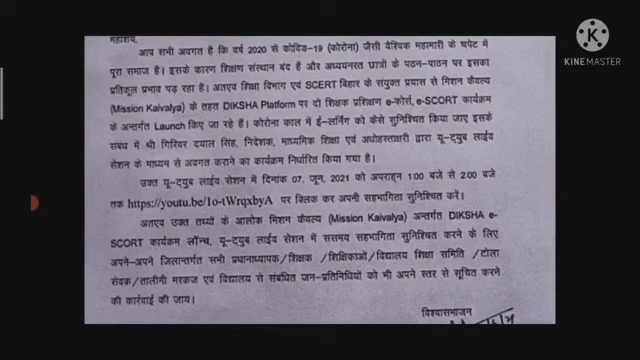 महाशय,
आप सभी अवगत है कि वर्ष 2020 से कोविड-19 (कोरोना) जैसी वैश्विक महामारी के चपेट में
पूरा समाज है। इसके कारण शिक्षण संस्थान बंद है और अध्ययनरत छात्रों के पठन-पाठन पर इसका
प्रतिकूल प्रभाव पड़ रहा है। अतएव शिक्षा विभाग एवं SCERT बिहार के संयुक्त प्रयास से मिशन कैवल्य
(Mission Kaivalya) के तहत DIKSHA Platform पर दो शिक्षक प्रशिक्षण e-कोर्स, e-SCORT कार्यक्रम
के अन्तर्गत Launch किए जा रहे हैं। कोरोना काल में ई-लर्निंग को कैसे सुनिश्चित किया जाए इसके
संबध में श्री गिरिवर दयाल सिंह, निदेशक, माध्यमिक शिक्षा एवं अधोहस्ताक्षरी द्वारा यू-ट्युब लाईव
सेशन के माध्यम से अवगत कराने का कार्यक्रम निर्धारित किया गया है।
उक्त यू-ट्युब लाईव सेशन में दिनांक 07, जून, 2021 को अपराह्न 1:00 बजे से 2:00 बजे
तक https://youtu.be/1o-tWrqxbyA पर क्लिक कर अपनी सहभागिता सुनिश्चित करें।
अतएव उक्त तथ्यों के आलोक मिशन कैवल्य (Mission Kaivalya) अन्तर्गत DIKSHA e-
SCORT कार्यक्रम लॉन्च, यू-ट्युब लाईव सेशन में ससमय सहभागिता सुनिश्चित करने के लिए
अपने-अपने जिलान्तर्गत सभी प्रधानाध्यापक/शिक्षक/शिक्षिकाओं/विद्यालय शिक्षा समिति/टोला
सेवक/तालीमी मरकज एवं विद्यालय से संबंधित जन-प्रतिनिधियों को भी अपने स्तर से सूचित करने
की कार्रवाई की जाय।
विश्वासभाजन
KINEMASTER